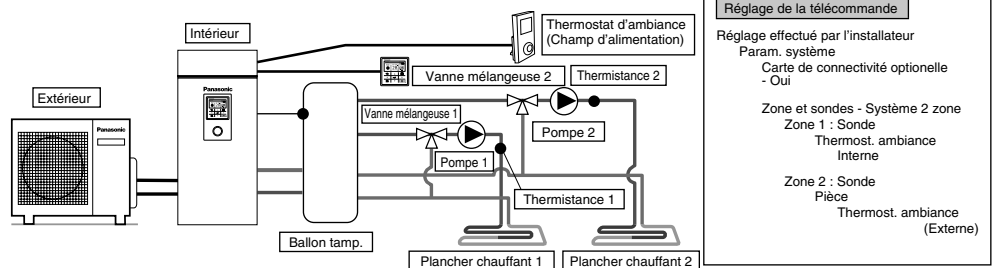 Réglage de la télécommande
Réglage effectué par l'installateur
Param. système
Carte de connectivité optionelle
- Oui
Zone et sondes - Système 2 zone
Zone 1 : Sonde
Thermost. ambiance
Interne
Zone 2 : Sonde
Pièce
Thermost. ambiance
(Externe)
Thermostat d'ambiance
(Champ d'alimentation)
Intérieur
Vanne mélangeuse 2
Thermistance 2
Extérieur
Panasonic
Panasonic
Vanne mélangeuse 1
Pompe 2
Pompe 1
Thermistance 1
Ballon tamp.
Plancher chauffant 1
Plancher chauffant 2